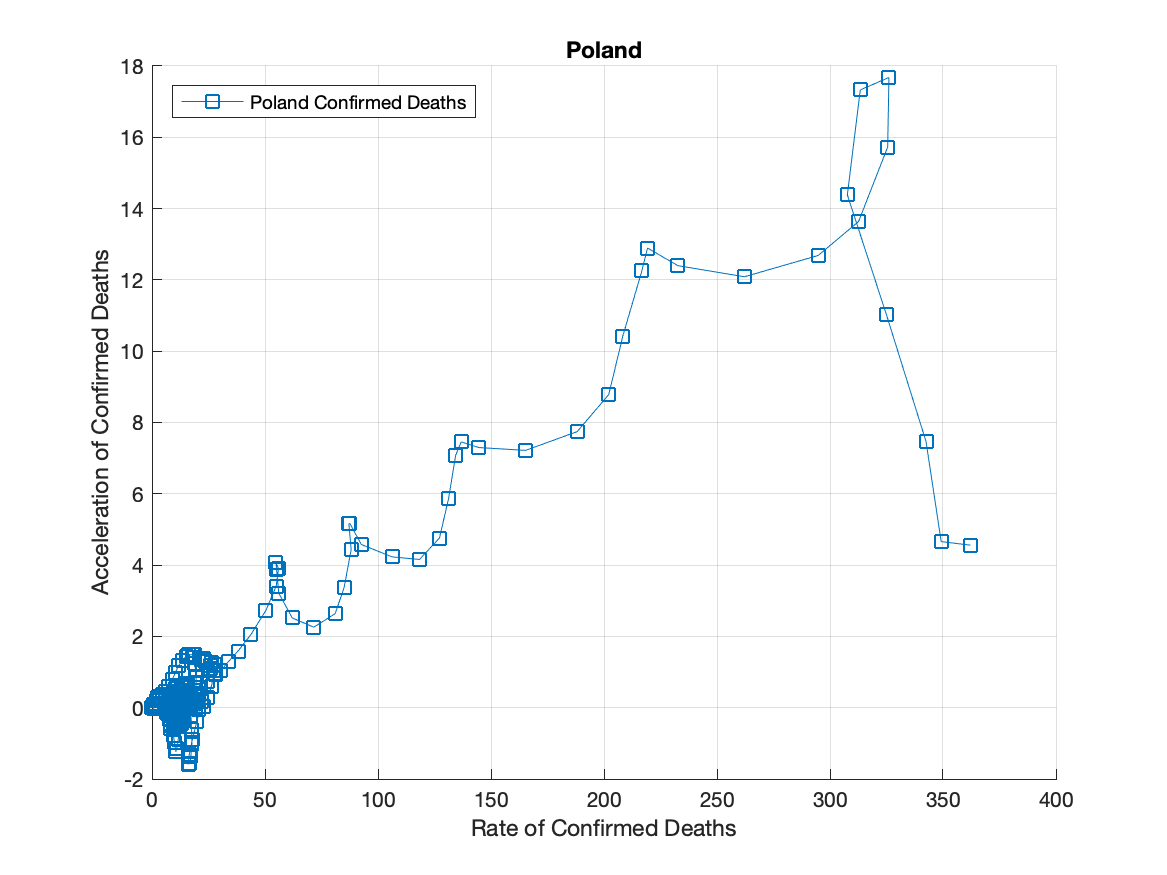 Poland
18
Poland Confirmed Deaths
16
14
12
10
8
6
4
2
0
-2
Acceleration of Confirmed Deaths
0 50 100 150 200 250 300 350 400
Rate of Confirmed Deaths